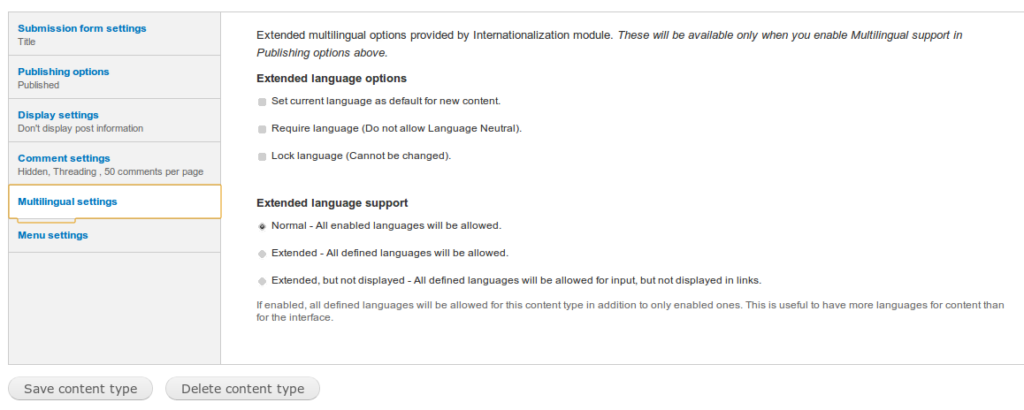 Submission form settings
Title
Publishing options
Published
Display settings
Don't display post information
Comment settings
Hidden, Threading , 50 comments per page
Multilingual settings
Menu settings
Extended multilingual options provided by Internationalization module. These will be available only when you enable Multilingual support in
Publishing options above.
Extended language options
Set current language as default for new content.
Require language (Do not allow Language Neutral).
Lock language (Cannot be changed).
Extended language support
Normal - All enabled languages will be allowed.
Extended - All defined languages will be allowed.
Extended, but not displayed - All defined languages will be allowed for input, but not displayed in links.
If enabled, all defined languages will be allowed for this content type in addition to only enabled ones. This is useful to have more languages for content than
for the interface.
Save content type
Delete content type